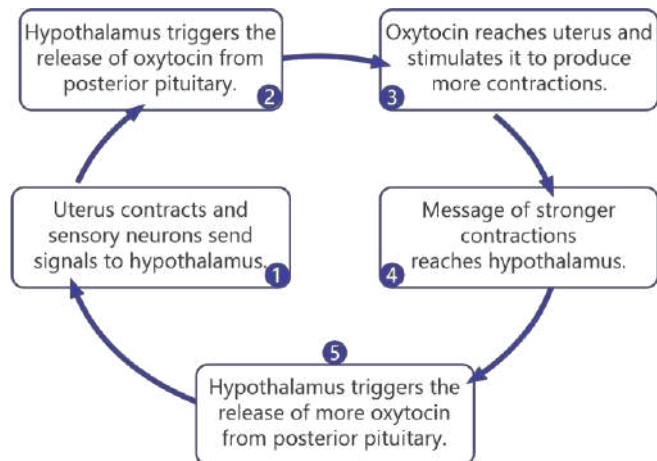 Hypothalamus triggers the
release of oxytocin from
posterior pituitary.
2
Oxytocin reaches uterus and
stimulates it to produce
more contractions.
3
Uterus contracts and
sensory neurons send
signals to hypothalamus.
1
Message of stronger
contractions
reaches hypothalamus.
4
5
Hypothalamus triggers the
release of more oxytocin
from posterior pituitary.